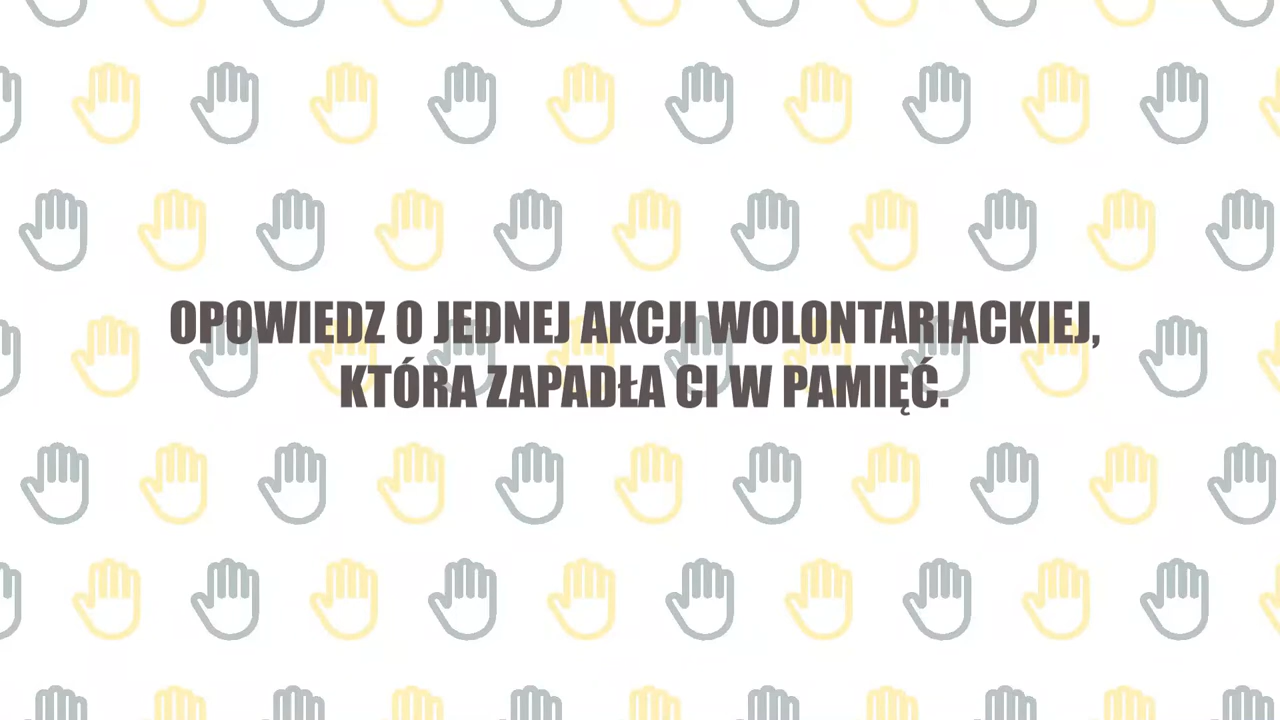 OPOWIEDZ O JEDNEJ AKCJI WOLONTARIACKIEJ,
KTÓRA ZAPADŁA CI W PAMIĘĆ.